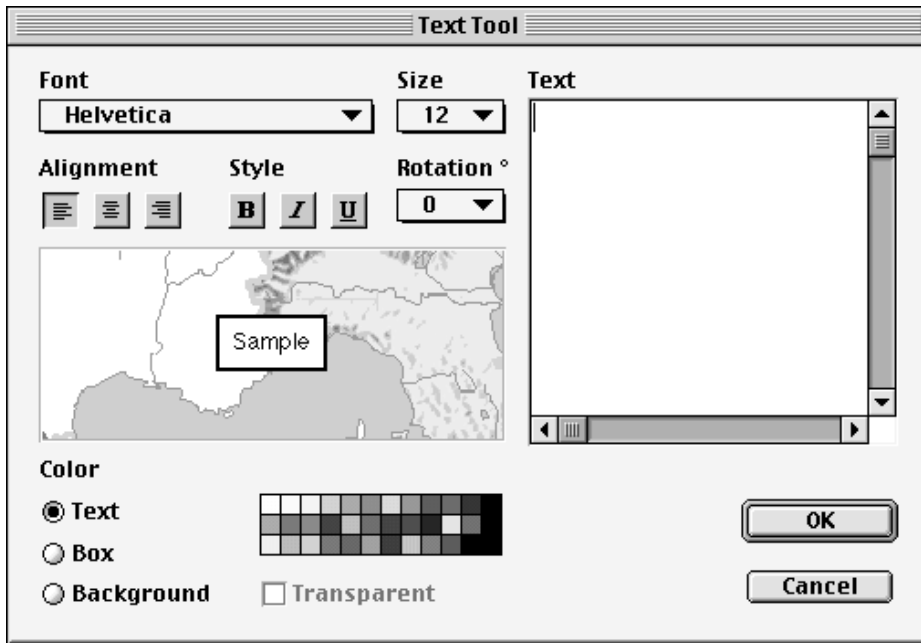 Text Tool
Font
Size
Text
Helvetica
12
Alignment
Style
Rotation °
B I U
0
Sample
Color
Text
Box
Background
Transparent
OK
Cancel